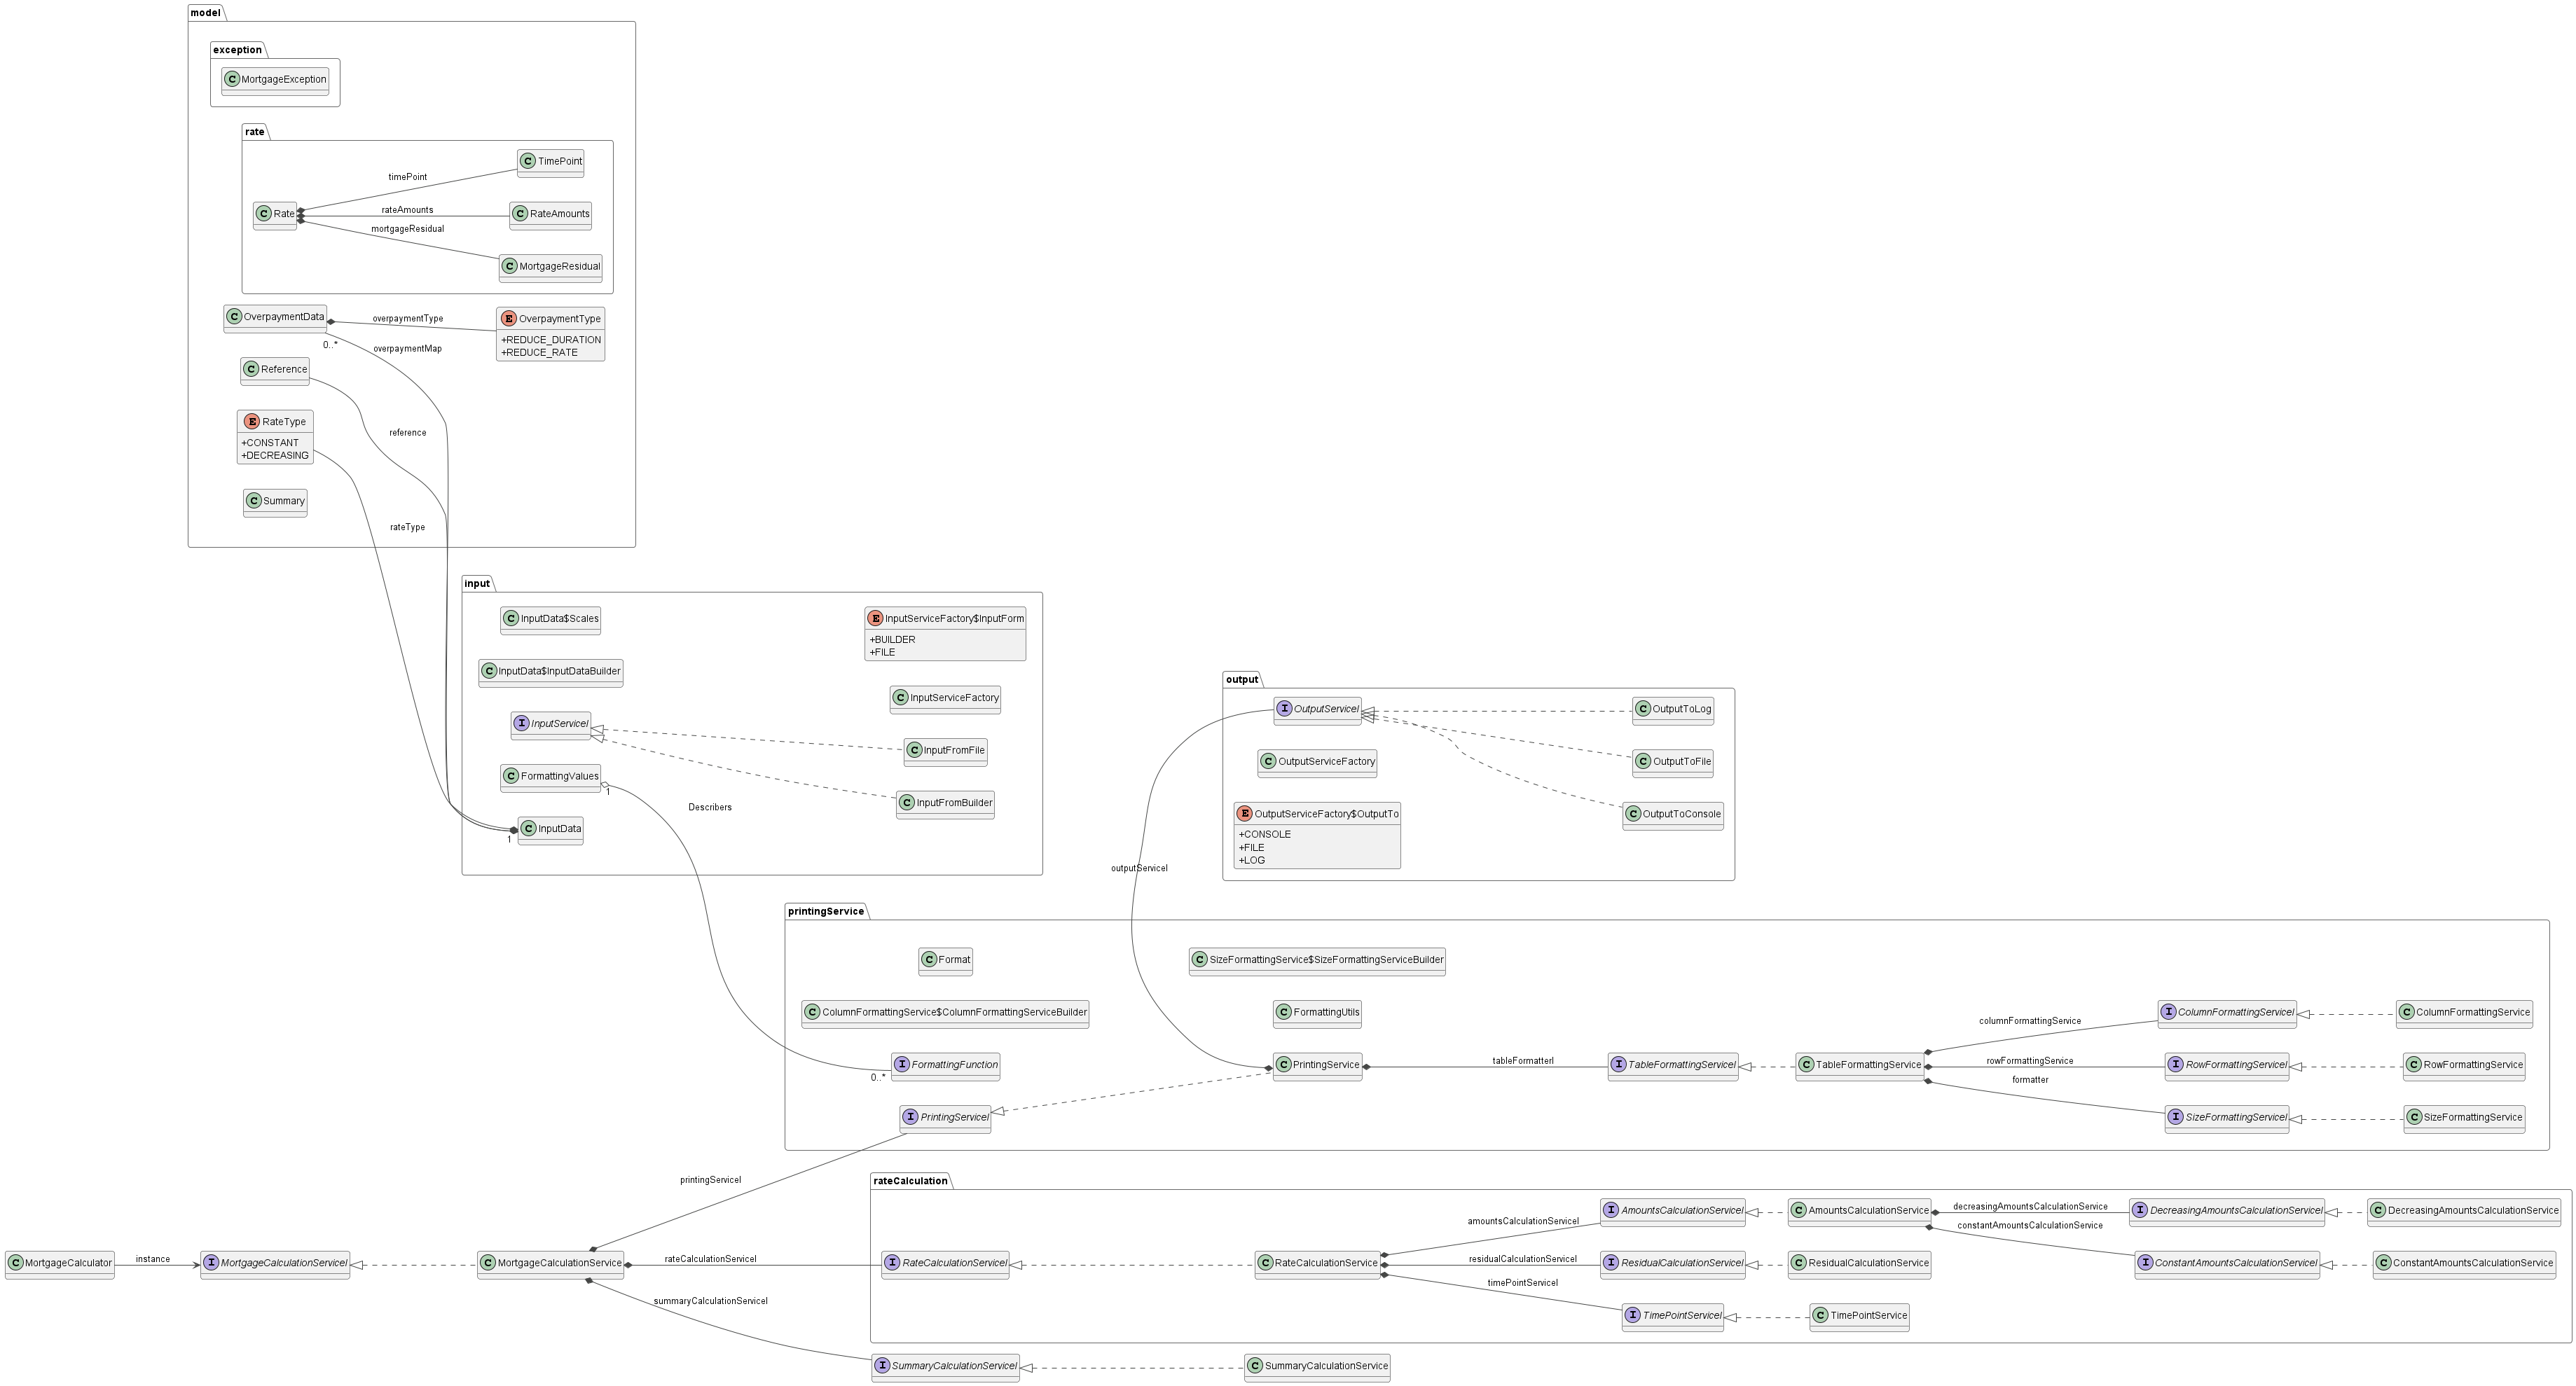 model
exception
C MortgageException
rate
C TimePoint
timePoint
C Rate
rateAmounts
C RateAmounts
mortgageResidual
C MortgageResidual
C OverpaymentData
0..*
overpaymentType
E OverpaymentType
+REDUCE_DURATION
+REDUCE_RATE
overpaymentMap
C Reference
reference
E RateType
+CONSTANT
+DECREASING
rateType
C Summary
input
C InputData$Scales
E InputServiceFactory$InputForm
+BUILDER
+FILE
C InputData$InputDataBuilder
C InputServiceFactory
I InputServiceI
C InputFromFile
C FormattingValues
1
Describers
C InputFromBuilder
C InputData
1
output
I OutputServiceI
C OutputToLog
C OutputServiceFactory
C OutputToFile
E OutputServiceFactory$OutputTo
+CONSOLE
+FILE
+LOG
C OutputToConsole
outputServiceI
printingService
C Format
C SizeFormattingService$SizeFormattingServiceBuilder
C ColumnFormattingService$ColumnFormattingServiceBuilder
C FormattingUtils
I FormattingFunction
0..*
C PrintingService
tableFormatterI
I TableFormattingServiceI
C TableFormattingService
columnFormattingService
I ColumnFormattingServiceI
C ColumnFormattingService
rowFormattingService
I RowFormattingServiceI
C RowFormattingService
formatter
I SizeFormattingServiceI
C SizeFormattingService
I PrintingServiceI
printingServiceI
rateCalculation
amountsCalculationServiceI
I AmountsCalculationServiceI
C AmountsCalculationService
decreasingAmountsCalculationService
I DecreasingAmountsCalculationServiceI
C DecreasingAmountsCalculationService
constantAmountsCalculationService
I ConstantAmountsCalculationServiceI
C ConstantAmountsCalculationService
C MortgageCalculator
instance
I MortgageCalculationServiceI
C MortgageCalculationService
rateCalculationServiceI
I RateCalculationServiceI
C RateCalculationService
residualCalculationServiceI
I ResidualCalculationServiceI
C ResidualCalculationService
timePointServiceI
I TimePointServiceI
C TimePointService
summaryCalculationServiceI
I SummaryCalculationServiceI
C SummaryCalculationService